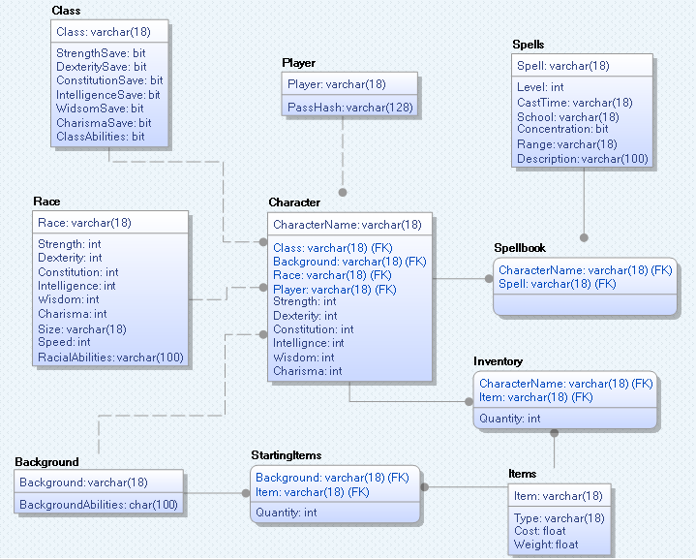 Class
Class: varchar(18)
StrengthSave: bit
DexteritySave: bit
ConstitutionSave: bit
IntelligenceSave: bit
WidsomSave: bit
CharismaSave: bit
ClassAbilities: bit
Player
Player: varchar(18)
PassHash:varchar(128)
Spells
Spell: varchar(18)
Level: int
CastTime: varchar(18)
School: varchar(18)
Concentration: bit
Range: varchar(18)
Description: varchar(100)
Race
Race: varchar(18)
Strength: int
Dexterity: int
Constitution: int
Intelligence: int
Wisdom: int
Charisma: int
Size: varchar(18)
Speed: int
RacialAbilities: varchar(100)
Character
CharacterName: varchar(18)
Class: varchar(18) (FK)
Background: varchar(18) (FK)
Race: varchar(18) (FK)
Player: varchar(18) (FK)
Strength: int
Dexterity: int
Constitution: int
Intellignce: int
Wisdom: int
Charisma: int
Spellbook
CharacterName: varchar(18) (FK)
Spell: varchar(18) (FK)
Inventory
CharacterName: varchar(18) (FK)
Item: varchar(18) (FK)
Quantity: int
Background
Background: varchar(18)
BackgroundAbilities: char(100)
StartingItems
Background: varchar(18) (FK)
Item: varchar(18) (FK)
Quantity: int
Items
Item: varchar(18)
Type: varchar(18)
Cost: float
Weight: float